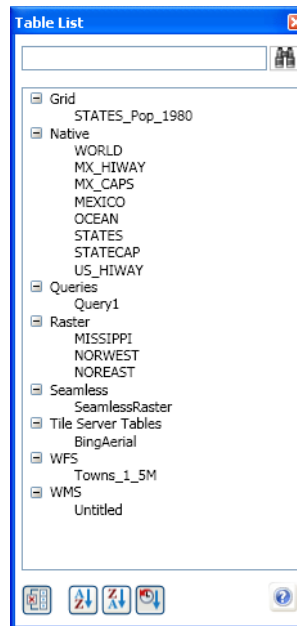 Table List
Grid
STATES_Pop_1980
Native
WORLD
MX_HIWAY
MX_CAPS
MEXICO
OCEAN
STATES
STATECAP
US_HIWAY
Queries
Query1
Raster
MISSIPPI
NORWEST
NOREAST
Seamless
SeamlessRaster
Tile Server Tables
BingAerial
WFS
Towns_1_5M
WMS
Untitled
A Z Z A ?